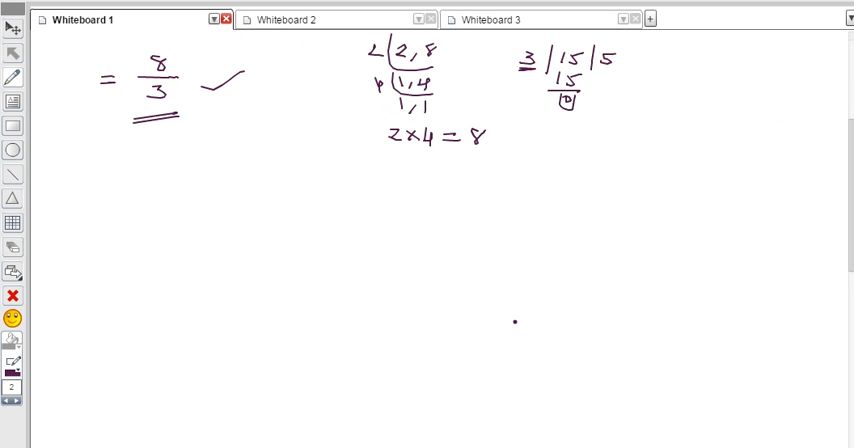 Whiteboard 1
Whiteboard 2
Whiteboard 3
= 8/3 ✓
2 | 2, 8
4 | 1, 4
1, 1
2 × 4 = 8
3 | 15 | 5
15
0
2